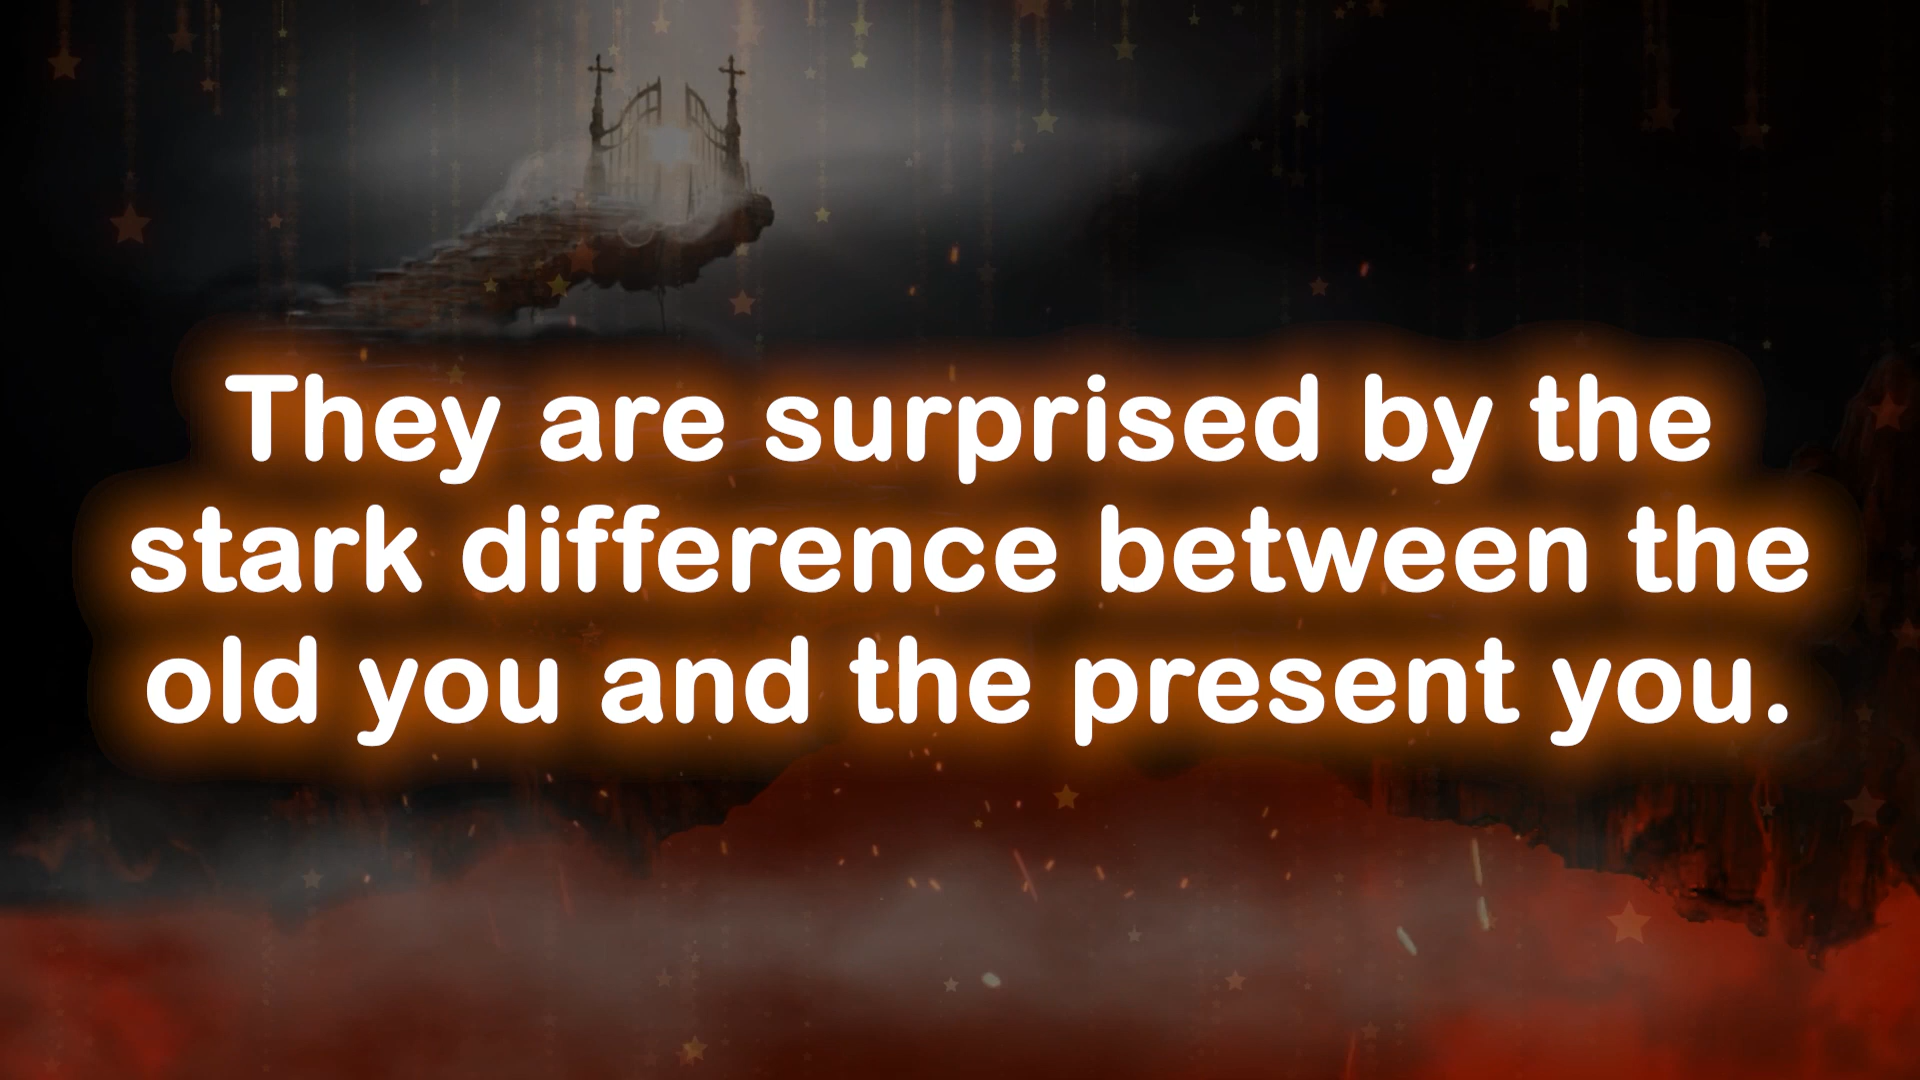 They are surprised by the
stark difference between the
old you and the present you.